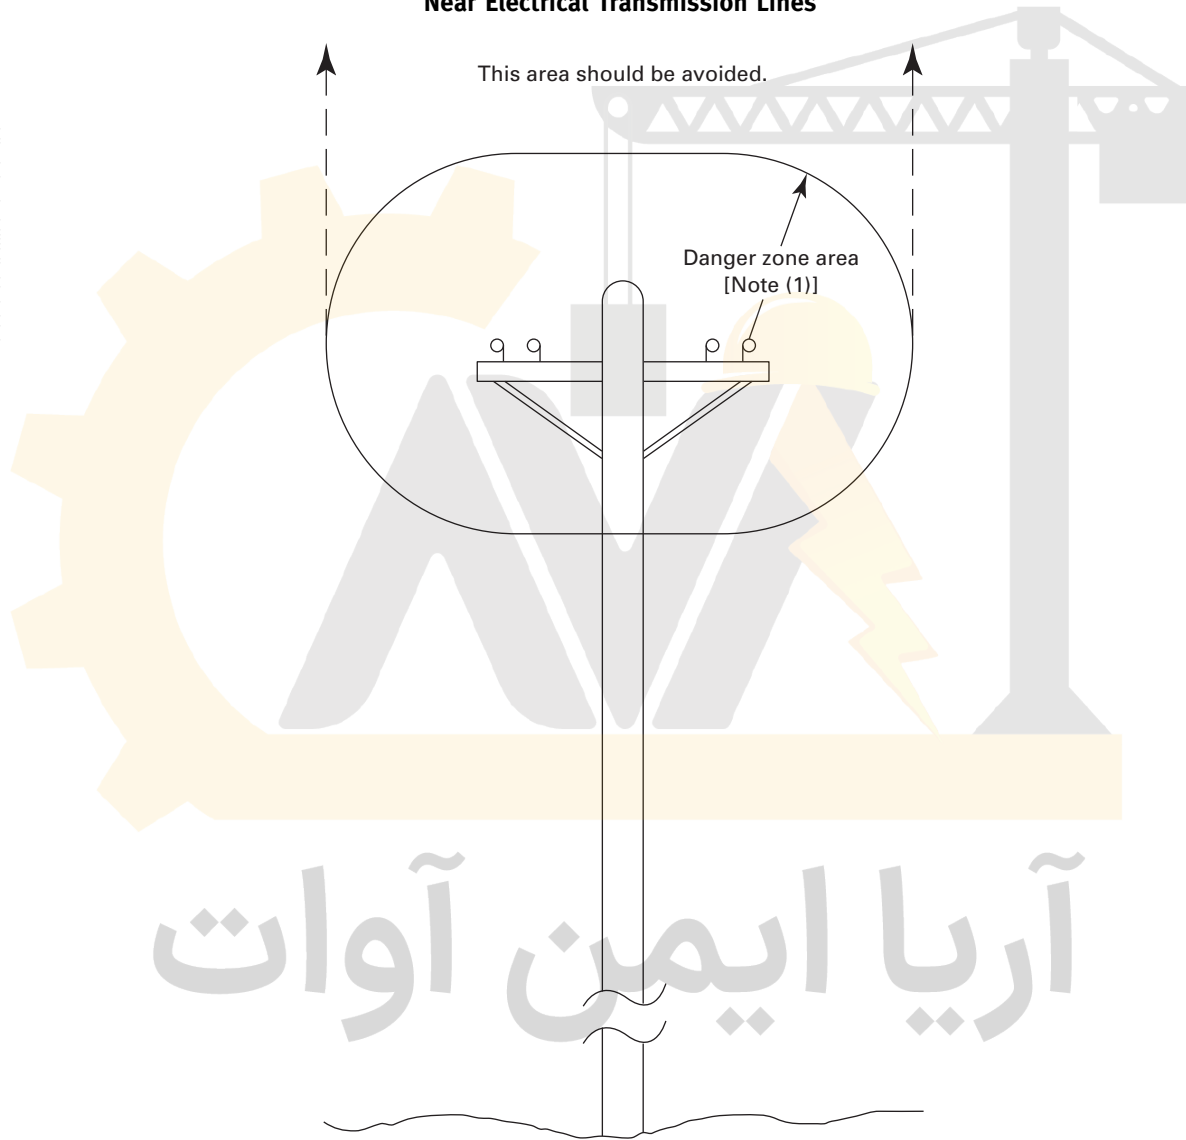 Near Electrical Transmission Lines
This area should be avoided.
Danger zone area
[Note (1)]
آریا ایمن آوات